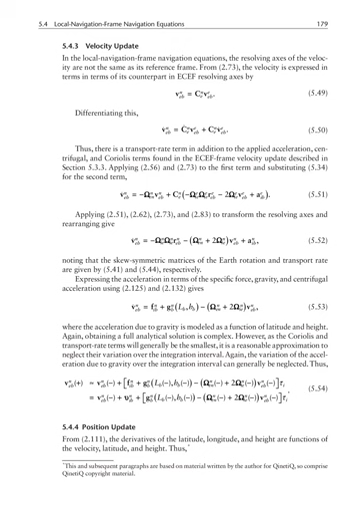 5.4 Local-Navigation-Frame Navigation Equations 179
5.4.3 Velocity Update
In the local-navigation-frame navigation equations, the resolving axes of the veloc-
ity are not the same as its reference frame. From (2.73), the velocity is expressed in
terms in terms of its counterpart in ECEF resolving axes by
v^n_eb = C^n_e v^e_eb. (5.49)
Differentiating this,
v̇^n_eb = Ċ^n_e v^e_eb + C^n_e v̇^e_eb. (5.50)
Thus, there is a transport-rate term in addition to the applied acceleration, cen-
trifugal, and Coriolis terms found in the ECEF-frame velocity update described in
Section 5.3.3. Applying (2.56) and (2.73) to the first term and substituting (5.34)
for the second term,
v̇^n_eb = −Ω^n_en v^n_eb + C^n_e(−Ω^e_ie Ω^e_ie r^e_eb − 2Ω^e_ie v^e_eb + a^e_ib). (5.51)
Applying (2.51), (2.62), (2.73), and (2.83) to transform the resolving axes and
rearranging give
v̇^n_eb = −Ω^n_ie Ω^n_ie r^n_eb − (Ω^n_en + 2Ω^n_ie)v^n_eb + a^n_ib, (5.52)
noting that the skew-symmetric matrices of the Earth rotation and transport rate
are given by (5.41) and (5.44), respectively.
Expressing the acceleration in terms of the specific force, gravity, and centrifugal
acceleration using (2.125) and (2.132) gives
v̇^n_eb = f^n_ib + g^n_b(L_b, h_b) − (Ω^n_en + 2Ω^n_ie)v^n_eb, (5.53)
where the acceleration due to gravity is modeled as a function of latitude and height.
Again, obtaining a full analytical solution is complex. However, as the Coriolis and
transport-rate terms will generally be the smallest, it is a reasonable approximation to
neglect their variation over the integration interval. Again, the variation of the accel-
eration due to gravity over the integration interval can generally be neglected. Thus,
v^n_eb(+) ≈ v^n_eb(−) + [f^n_ib + g^n_b(L_b(−), h_b(−)) − (Ω^n_en(−) + 2Ω^n_ie(−))v^n_eb(−)]τ_i
= v^n_eb(−) + υ^n_ib + [g^n_b(L_b(−), h_b(−)) − (Ω^n_en(−) + 2Ω^n_ie(−))v^n_eb(−)]τ_i. (5.54)
5.4.4 Position Update
From (2.111), the derivatives of the latitude, longitude, and height are functions of
the velocity, latitude, and height. Thus,*
*This and subsequent paragraphs are based on material written by the author for QinetiQ, so comprise
QinetiQ copyright material.